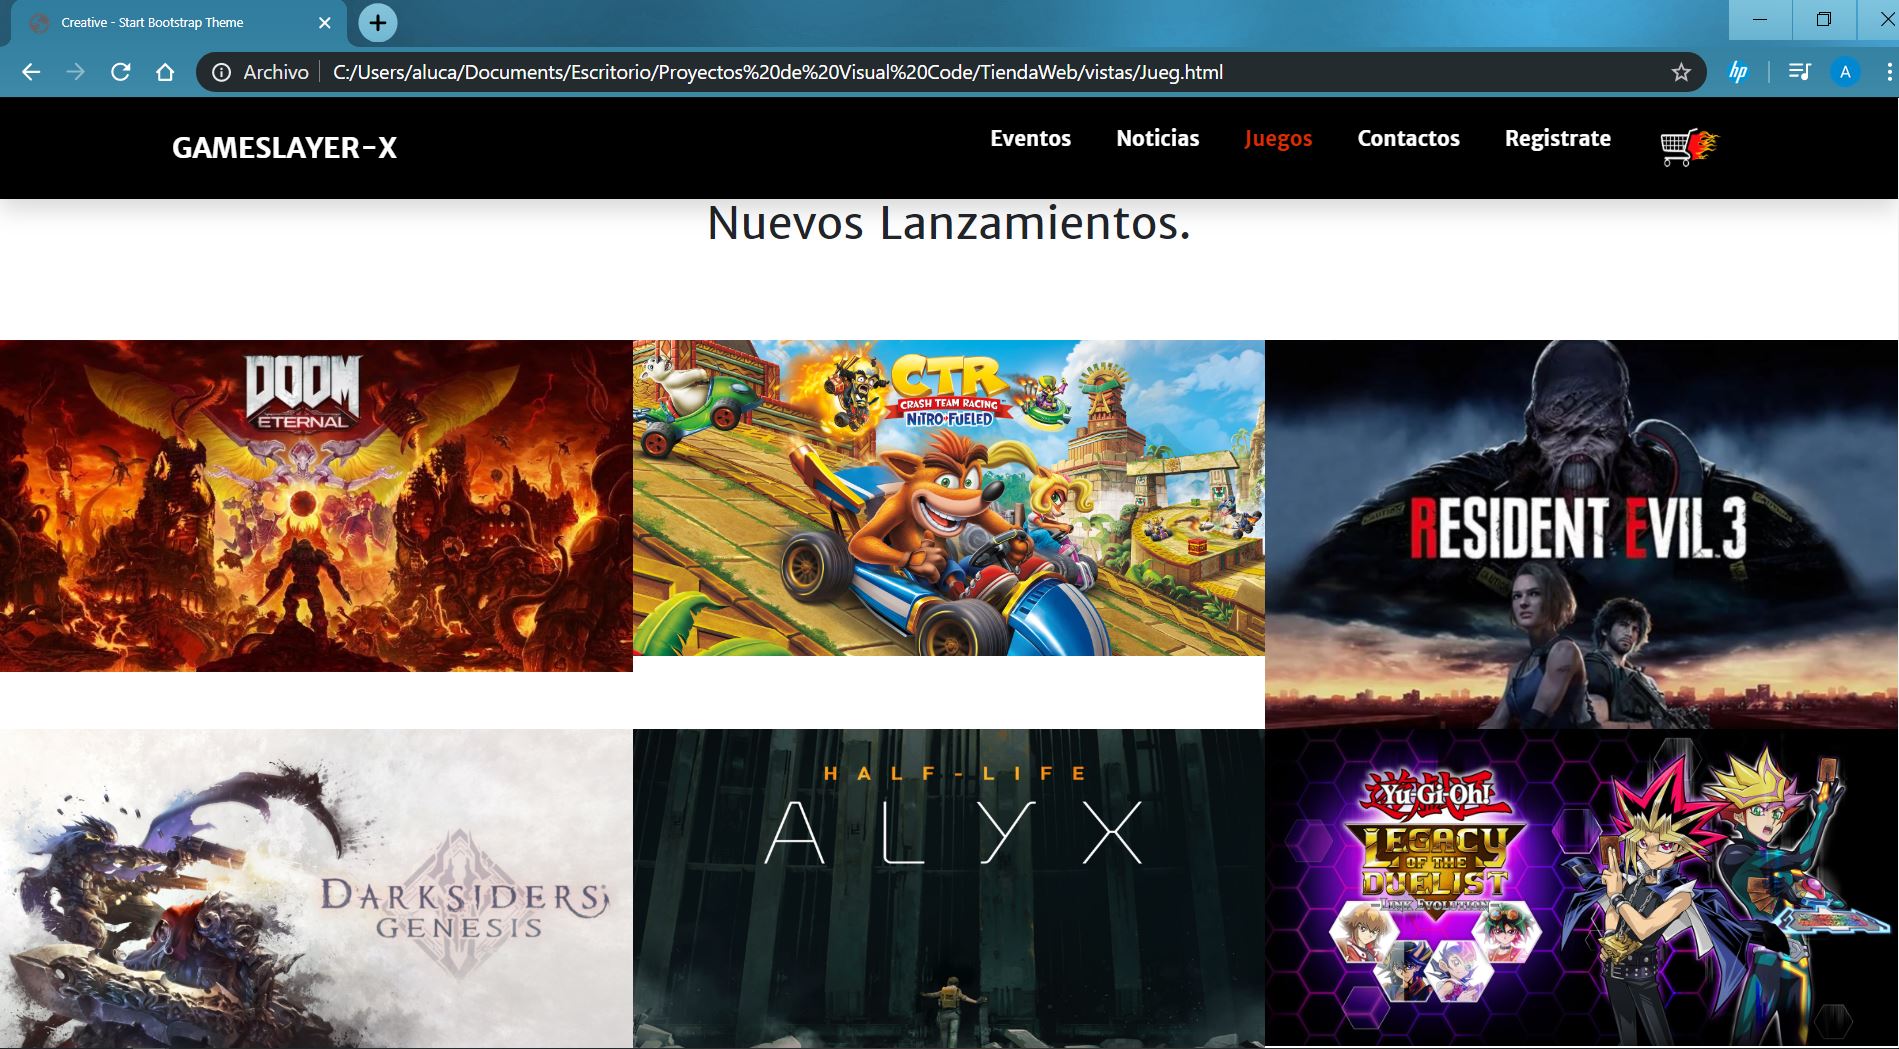 Creative - Start Bootstrap Theme
Archivo
C:/Users/aluca/Documents/Escritorio/Proyectos%20de%20Visual%20Code/TiendaWeb/vistas/Jueg.html
hp
A
GAMESLAYER-X
Eventos
Noticias
Juegos
Contactos
Registrate
Nuevos Lanzamientos.
DOOM
ETERNAL
CTR
CRASH TEAM RACING
NITRO-FUELED
RESIDENT EVIL.3
DARKSIDERS
GENESIS
HALF-LIFE
ALYX
Yu-Gi-Oh!
LEGACY
OF THE
DUELIST
-LINK EVOLUTION-